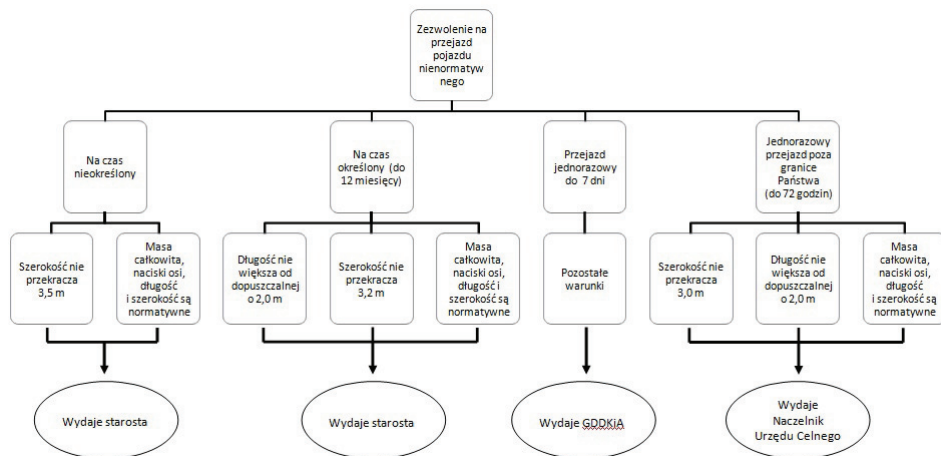 Zezwolenie na
przejazd
pojazdu
nienormatyw
nego
Na czas
nieokreślony
Na czas
określony (do
12 miesięcy)
Przejazd
jednorazowy
do 7 dni
Jednorazowy
przejazd poza
granice
Państwa
(do 72 godzin)
Szerokość nie
przekracza
3,5 m
Masa
całkowita,
naciski osi,
długość
i szerokość są
normatywne
Długość nie
większa od
dopuszczalnej
o 2,0 m
Szerokość nie
przekracza
3,2 m
Masa
całkowita,
naciski osi,
długość i
szerokość są
normatywne
Pozostałe
warunki
Szerokość nie
przekracza
3,0 m
Długość nie
większa od
dopuszczalnej
o 2,0 m
Masa
całkowita,
naciski osi,
długość
i szerokość są
normatywne
Wydaje starosta
Wydaje starosta
Wydaje GDDKiA
Wydaje
Naczelnik
Urzędu Celnego